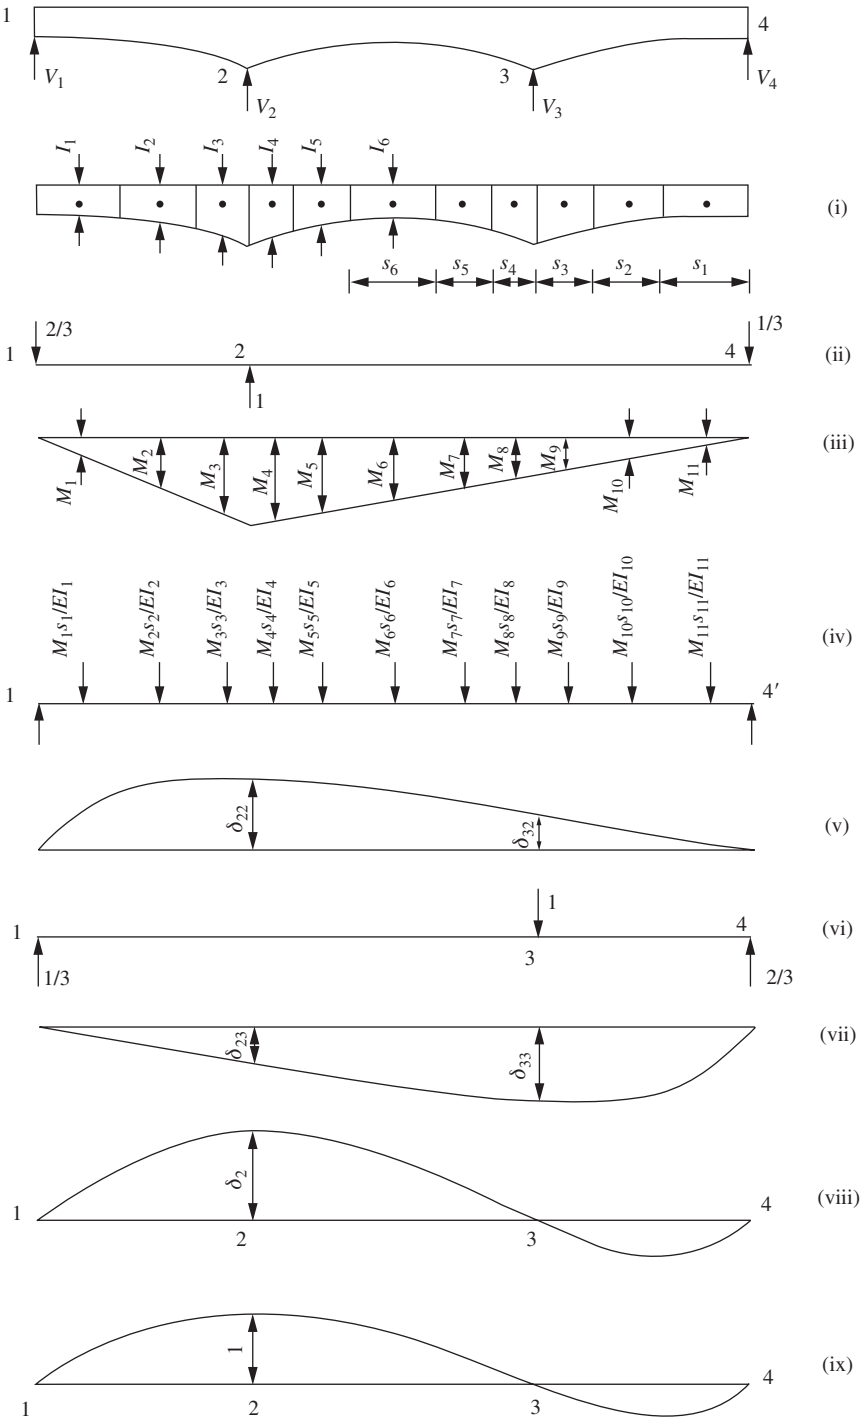 1
4
2
3
V1
V2
V3
V4
I1 I2 I3 I4 I5 I6
(i)
s6 s5 s4 s3 s2 s1
2/3
1/3
1 2 4 (ii)
1
M1 M2 M3 M4 M5 M6 M7 M8 M9 M10 M11 (iii)
M1s1/EI1 M2s2/EI2 M3s3/EI3 M4s4/EI4 M5s5/EI5 M6s6/EI6 M7s7/EI7 M8s8/EI8 M9s9/EI9 M10s10/EI10 M11s11/EI11
(iv)
1 4′
δ22 δ32 (v)
1
1 3 4 (vi)
1/3 2/3
δ23 δ33 (vii)
δ2 (viii)
1 4
2 3
1 (ix)
4
1 2 3